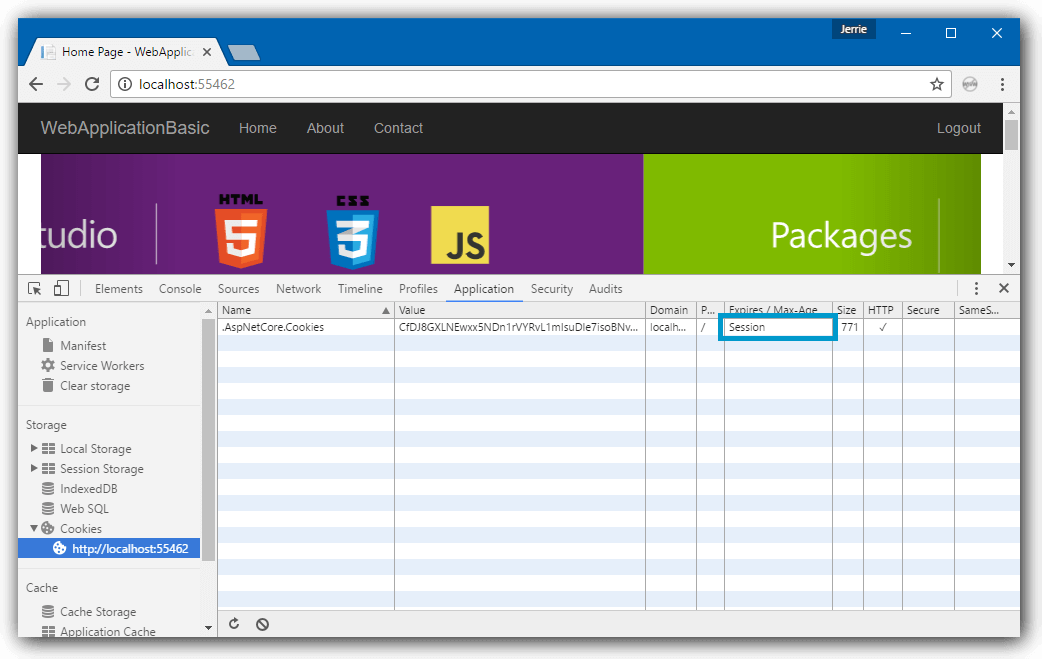 Jerrie
Home Page - WebApplic
localhost:55462
WebApplicationBasic Home About Contact Logout
HTML CSS
tudio 5 3 JS Packages
Elements Console Sources Network Timeline Profiles Application Security Audits
Application
Manifest
Service Workers
Clear storage
Storage
Local Storage
Session Storage
IndexedDB
Web SQL
Cookies
http://localhost:55462
Cache
Cache Storage
Application Cache
Name Value Domain P... Expires / Max-Age Size HTTP Secure SameS...
.AspNetCore.Cookies CfDJ8GXLNEwxx5NDn1rVYRvL1mIsuDIe7isoBNv... localh... / Session 771 ✓